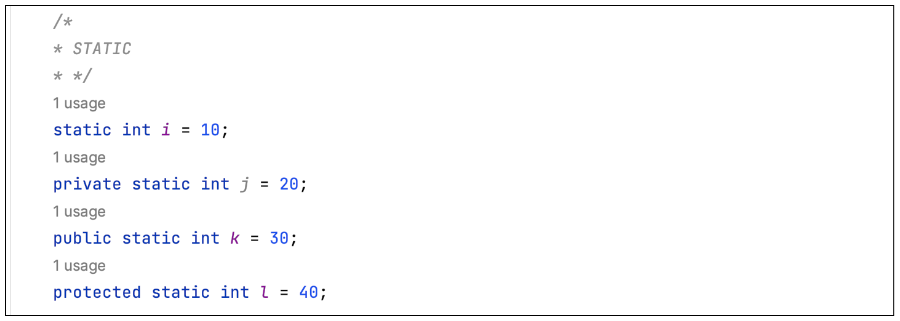 /*
* STATIC
* */
1 usage
static int i = 10;
1 usage
private static int j = 20;
1 usage
public static int k = 30;
1 usage
protected static int l = 40;